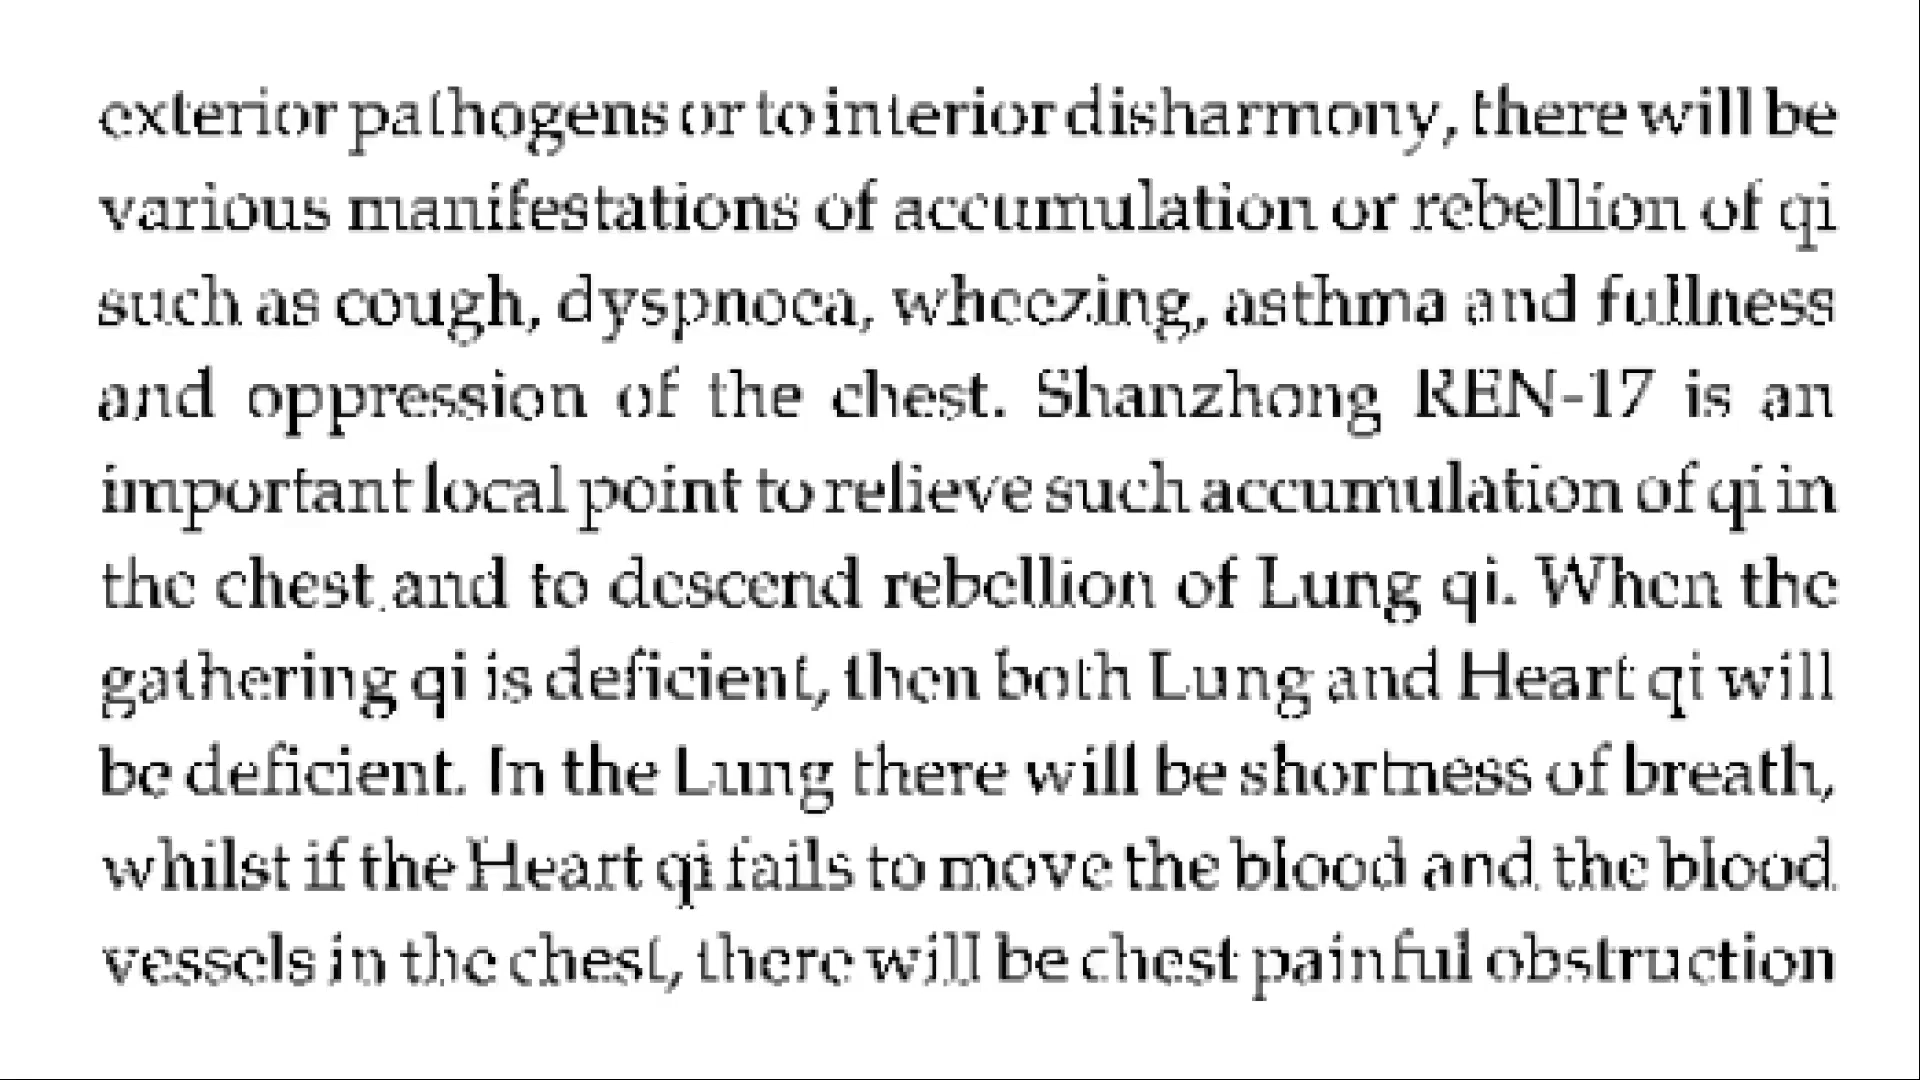 exterior pathogens or to interior disharmony, there will be
various manifestations of accumulation or rebellion of qi
such as cough, dyspnoea, wheezing, asthma and fullness
and oppression of the chest. Shanzhong REN-17 is an
important local point to relieve such accumulation of qi in
the chest and to descend rebellion of Lung qi. When the
gathering qi is deficient, then both Lung and Heart qi will
be deficient. In the Lung there will be shortness of breath,
whilst if the Heart qi fails to move the blood and the blood
vessels in the chest, there will be chest painful obstruction